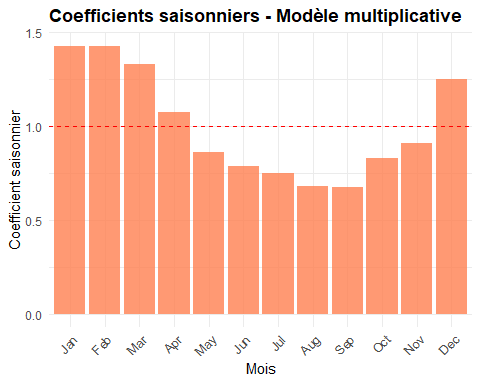 Coefficients saisonniers - Modèle multiplicative
Coefficient saisonnier
1.5
1.0
0.5
0.0
Jan Feb Mar Apr May Jun Jul Aug Sep Oct Nov Dec
Mois